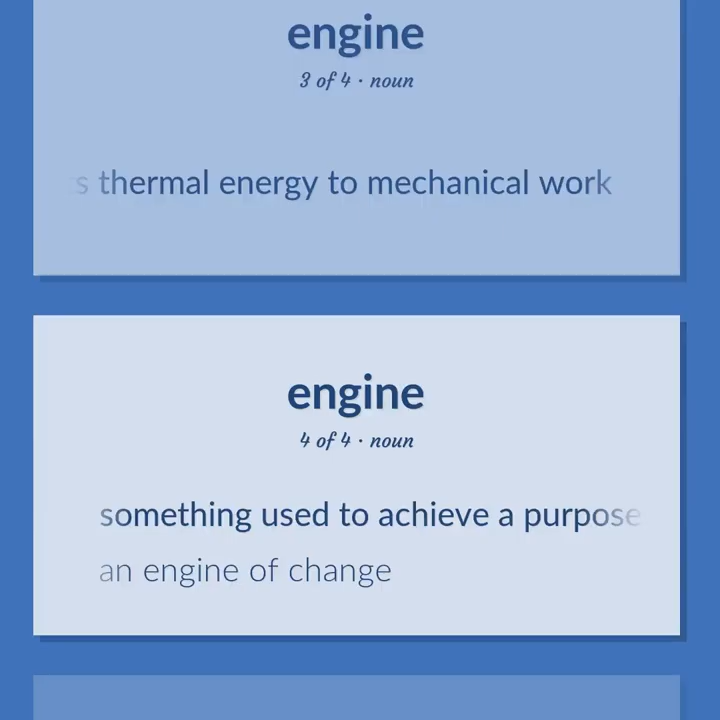 engine
3 of 4 · noun
thermal energy to mechanical work
engine
4 of 4 · noun
something used to achieve a purpose
an engine of change